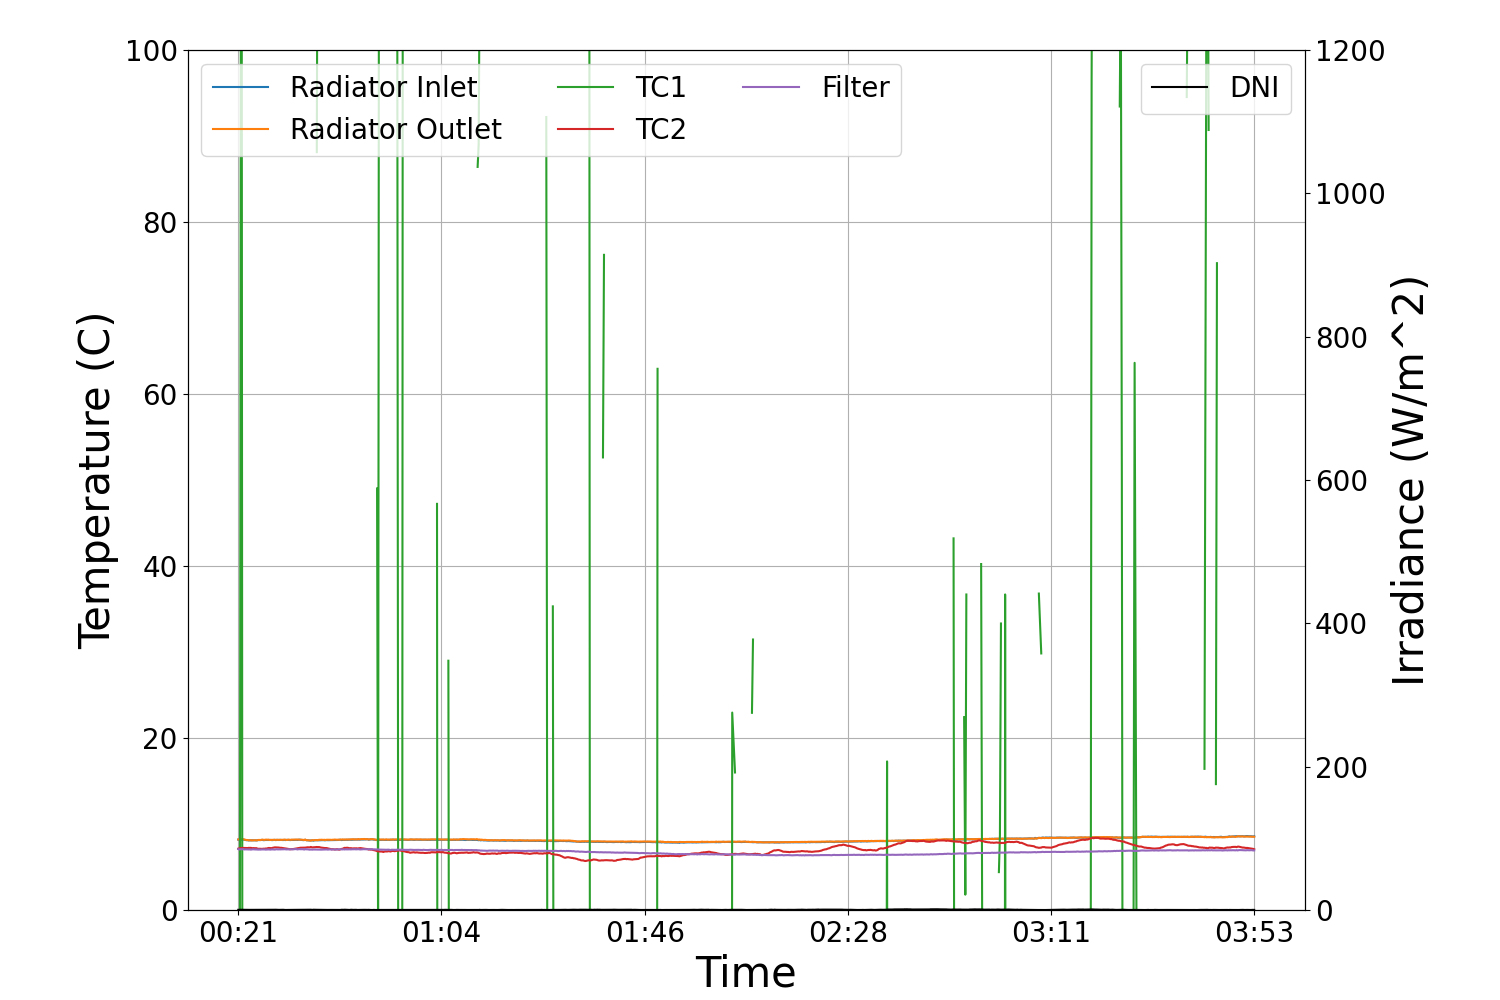 100
80
60
40
20
0
Temperature (C)
Radiator Inlet
Radiator Outlet
TC1
TC2
Filter
DNI
1200
1000
800
600
400
200
0
Irradiance (W/m^2)
00:21 01:04 01:46 02:28 03:11 03:53
Time